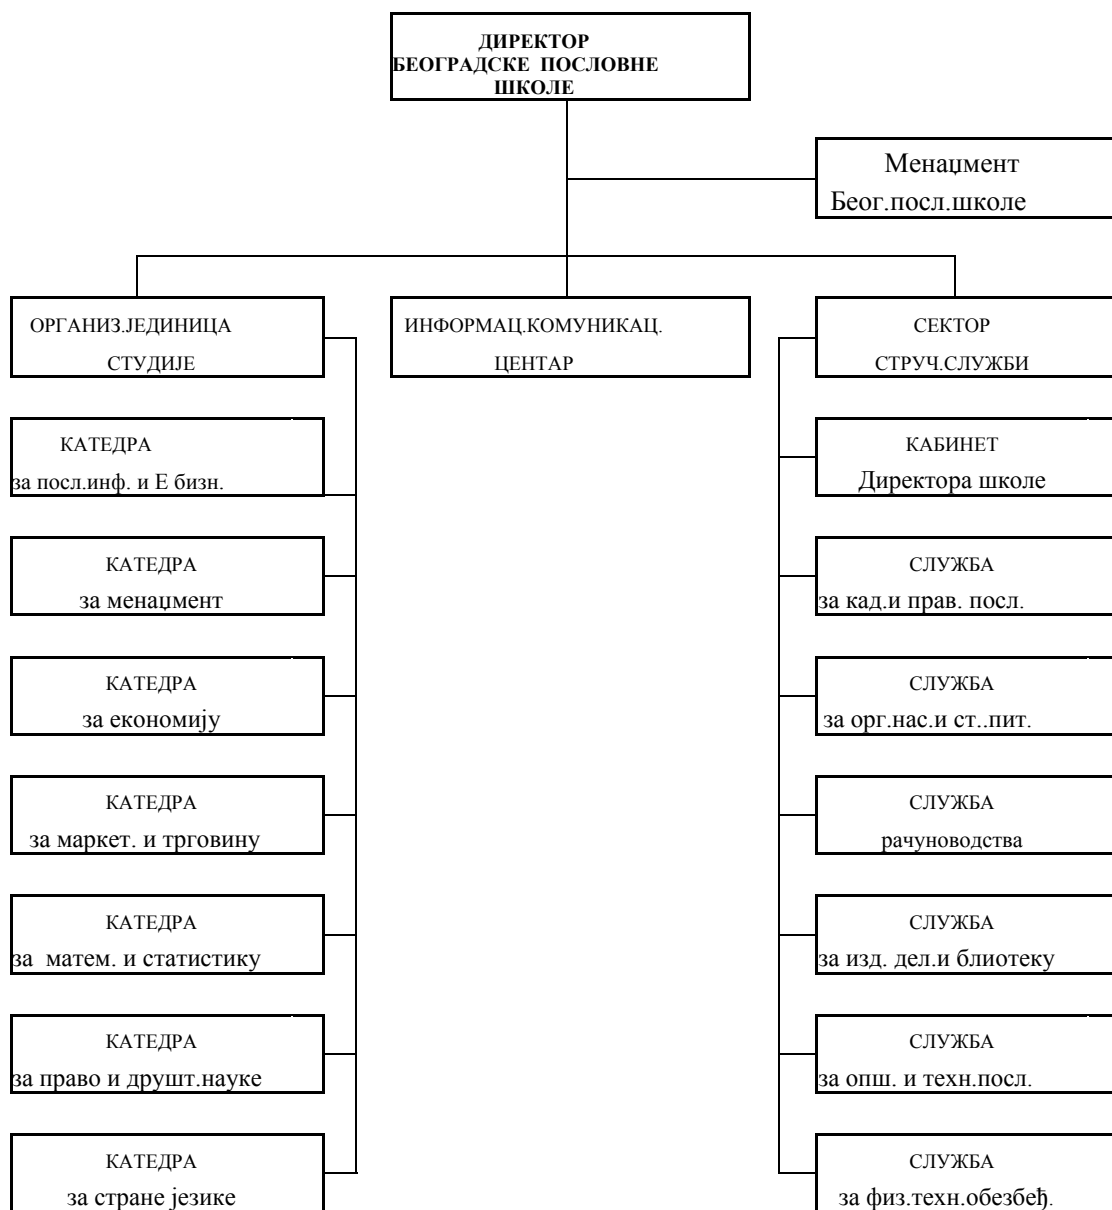 ДИРЕКТОР
БЕОГРАДСКЕ ПОСЛОВНЕ
ШКОЛЕ
Менаџмент
Беог.посл.школе
ОРГАНИЗ.ЈЕДИНИЦА
СТУДИЈЕ
ИНФОРМАЦ.КОМУНИКАЦ.
ЦЕНТАР
СЕКТОР
СТРУЧ.СЛУЖБИ
КАТЕДРА
за посл.инф. и Е бизн.
КАБИНЕТ
Директора школе
КАТЕДРА
за менаџмент
СЛУЖБА
за кад.и прав. посл.
КАТЕДРА
за економију
СЛУЖБА
за орг.нас.и ст..пит.
КАТЕДРА
за маркет. и трговину
СЛУЖБА
рачуноводства
КАТЕДРА
за матем. и статистику
СЛУЖБА
за изд. дел.и блиотеку
КАТЕДРА
за право и друшт.науке
СЛУЖБА
за опш. и техн.посл.
КАТЕДРА
за стране језике
СЛУЖБА
за физ.техн.обезбеђ.